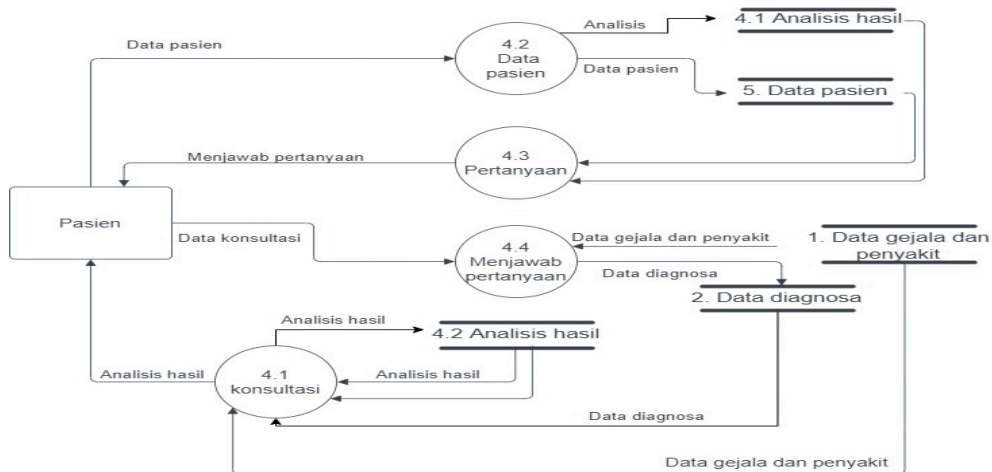 Analisis
4.1 Analisis hasil
Data pasien
4.2
Data
pasien
Data pasien
5. Data pasien
Menjawab pertanyaan
4.3
Pertanyaan
Pasien
Data konsultasi
4.4
Menjawab
pertanyaan
Data gejala dan penyakit
1. Data gejala dan
penyakit
Data diagnosa
2. Data diagnosa
Analisis hasil
4.2 Analisis hasil
Analisis hasil
4.1
konsultasi
Analisis hasil
Data diagnosa
Data gejala dan penyakit